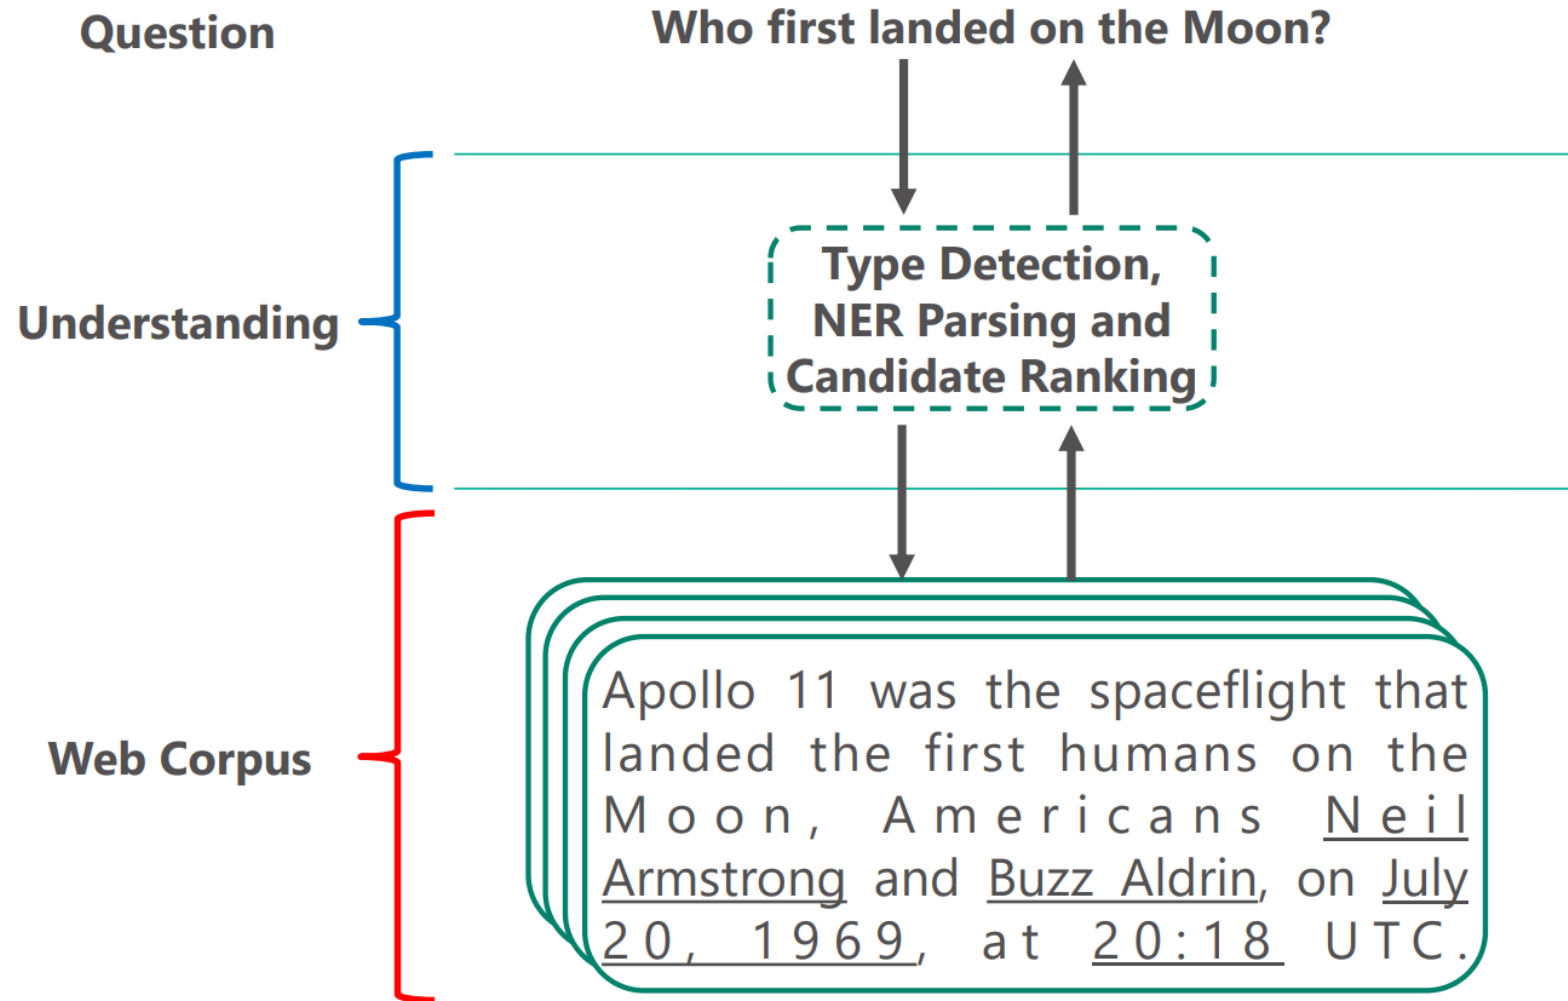 Question
Who first landed on the Moon?
Understanding
Type Detection,
NER Parsing and
Candidate Ranking
Web Corpus
Apollo 11 was the spaceflight that
landed the first humans on the
Moon, Americans Neil
Armstrong and Buzz Aldrin, on July
20, 1969, at 20:18 UTC.